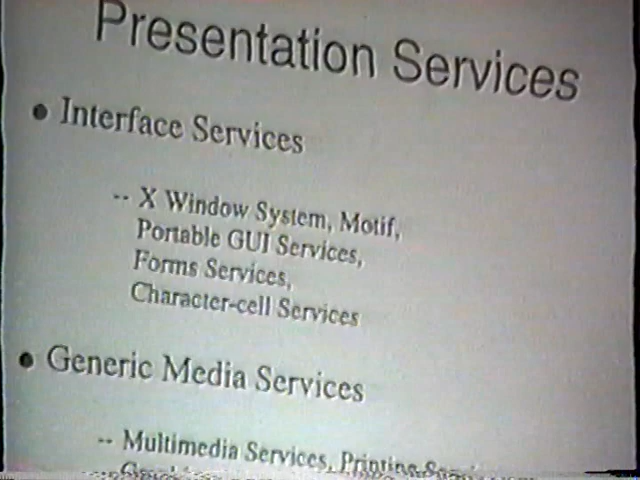 Presentation Services
● Interface Services
-- X Window System, Motif,
Portable GUI Services,
Forms Services,
Character-cell Services
● Generic Media Services
-- Multimedia Services, Printing